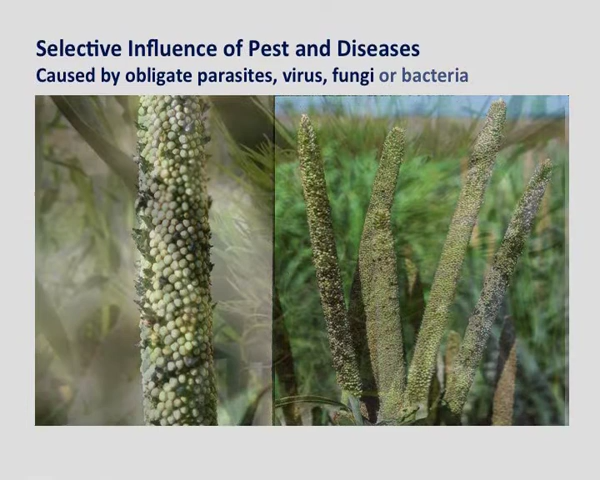 Selective Influence of Pest and Diseases
Caused by obligate parasites, virus, fungi or bacteria